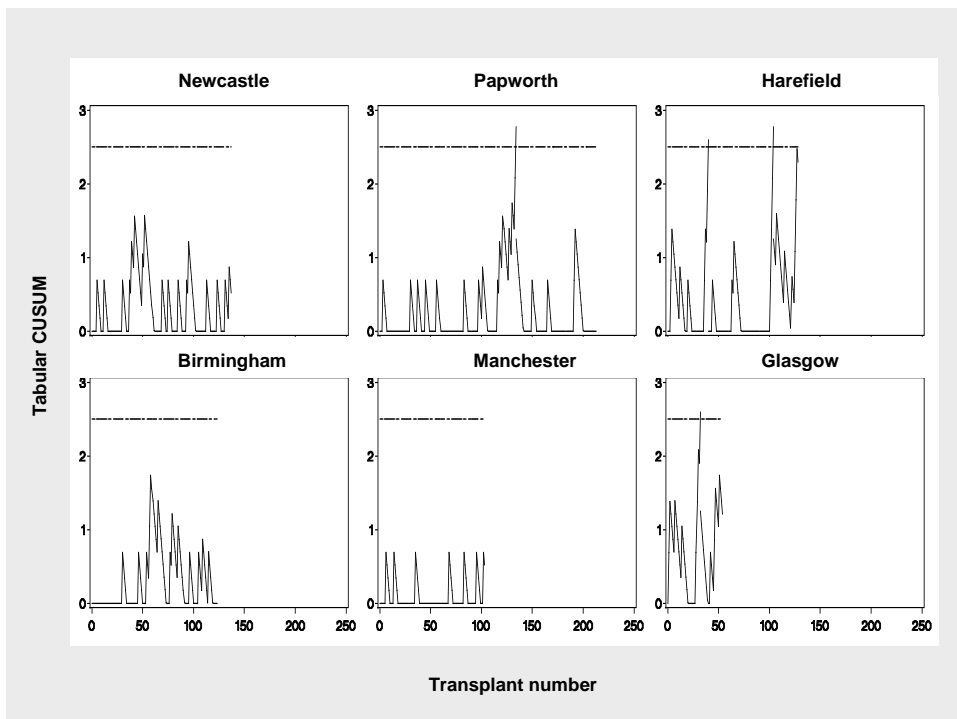 Newcastle Papworth Harefield
3 3 3
2 2 2
1 1 1
0 0 0
Tabular CUSUM
Birmingham Manchester Glasgow
3 3 3
2 2 2
1 1 1
0 0 0
0 50 100 150 200 250 0 50 100 150 200 250 0 50 100 150 200 250
Transplant number